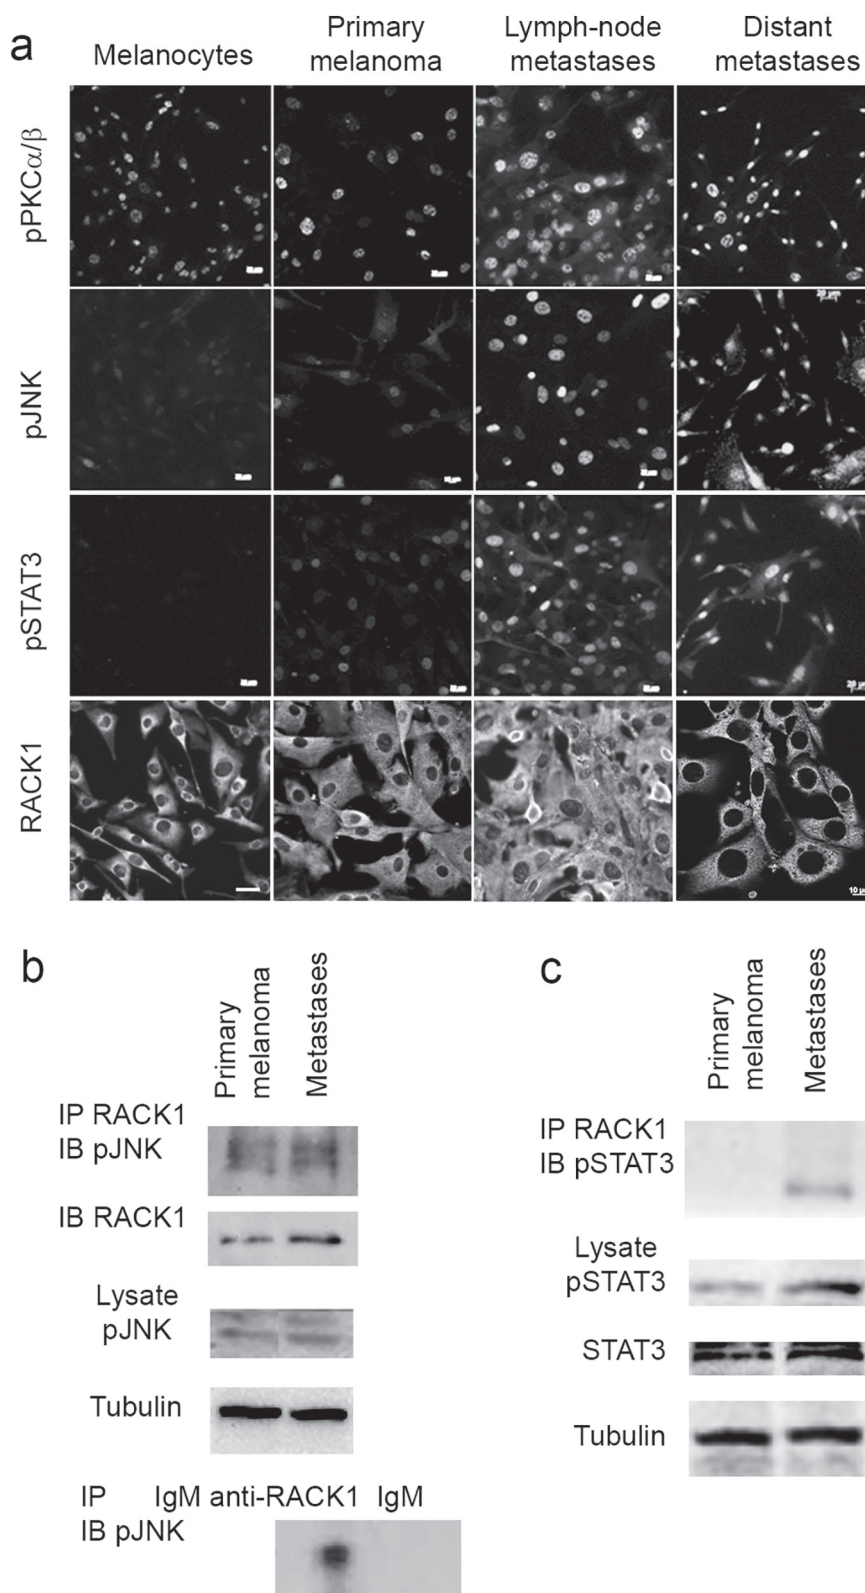 a
Melanocytes
Primary
melanoma
Lymph-node
metastases
Distant
metastases
pPKCα/β
pJNK
20 µm
pSTAT3
20 µm
RACK1
10 µm
b
Primary
melanoma
Metastases
IP RACK1
IB pJNK
IB RACK1
Lysate
pJNK
Tubulin
IP IgM anti-RACK1 IgM
IB pJNK
c
Primary
melanoma
Metastases
IP RACK1
IB pSTAT3
Lysate
pSTAT3
STAT3
Tubulin